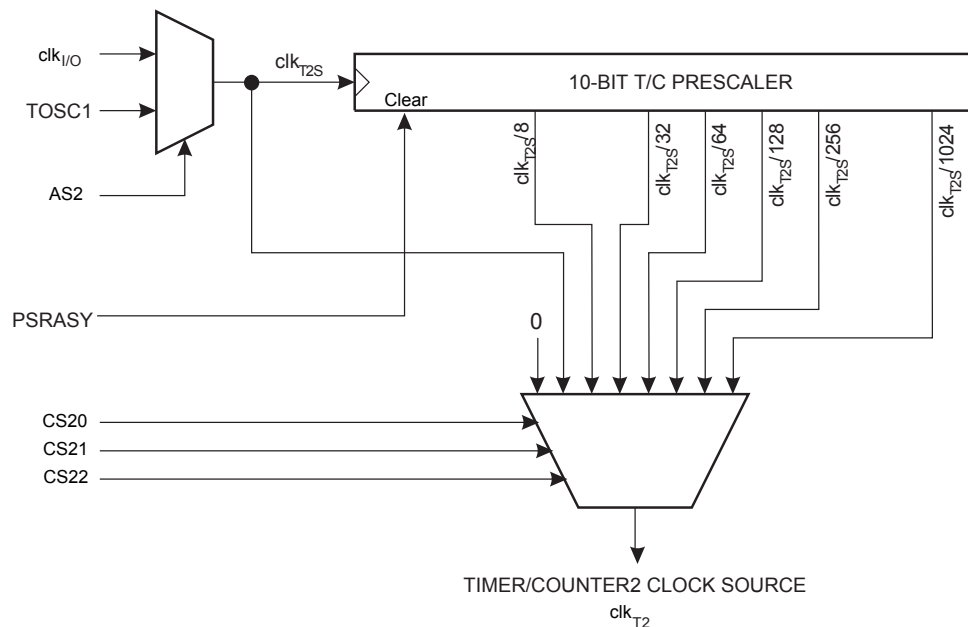 clkI/O
clkT2S
10-BIT T/C PRESCALER
TOSC1
Clear
clkT2S/8
clkT2S/32
clkT2S/64
clkT2S/128
clkT2S/256
clkT2S/1024
AS2
PSRASY
0
CS20
CS21
CS22
TIMER/COUNTER2 CLOCK SOURCE
clkT2